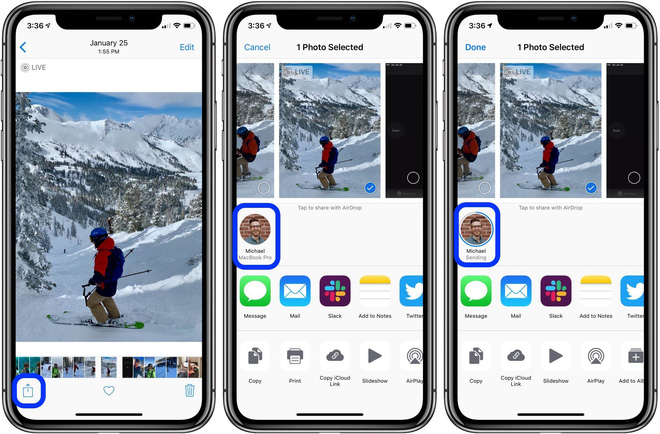 3:36
January 25
1:55 PM
Edit
LIVE
3:36
Cancel
1 Photo Selected
LIVE
Tap to share with AirDrop
Michael
MacBook Pro
Message
Mail
Slack
Add to Notes
Twitter
Copy
Print
Copy iCloud
Link
Slideshow
AirPlay
3:36
Done
1 Photo Selected
LIVE
Tap to share with AirDrop
Michael
Sending
Message
Mail
Slack
Add to Notes
Twitter
Copy
Copy iCloud
Link
Slideshow
AirPlay
Add to Alb